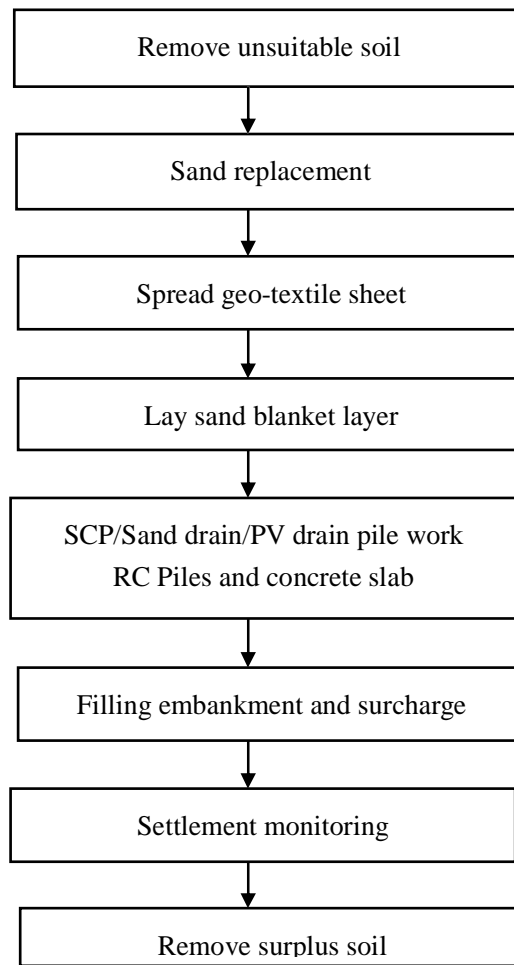 Remove unsuitable soil
Sand replacement
Spread geo-textile sheet
Lay sand blanket layer
SCP/Sand drain/PV drain pile work
RC Piles and concrete slab
Filling embankment and surcharge
Settlement monitoring
Remove surplus soil